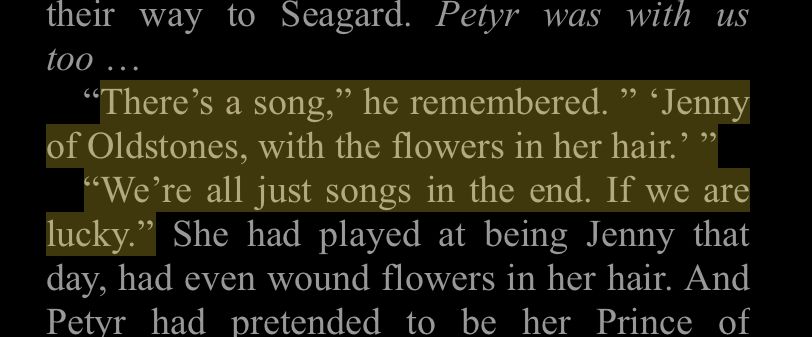 their way to Seagard. Petyr was with us
too …
“There’s a song,” he remembered. ” ‘Jenny
of Oldstones, with the flowers in her hair.’ ”
“We’re all just songs in the end. If we are
lucky.” She had played at being Jenny that
day, had even wound flowers in her hair. And
Petyr had pretended to be her Prince of